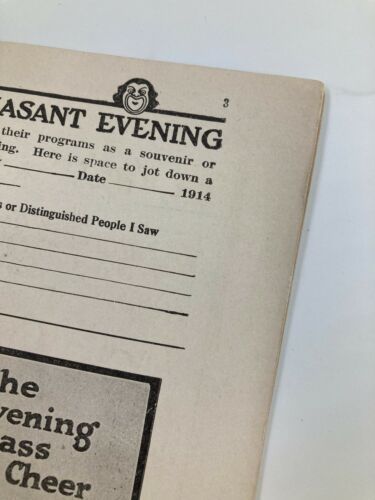 3
ASANT EVENING
their programs as a souvenir or
ing. Here is space to jot down a
Date 1914
s or Distinguished People I Saw
he
vening
ass
Cheer